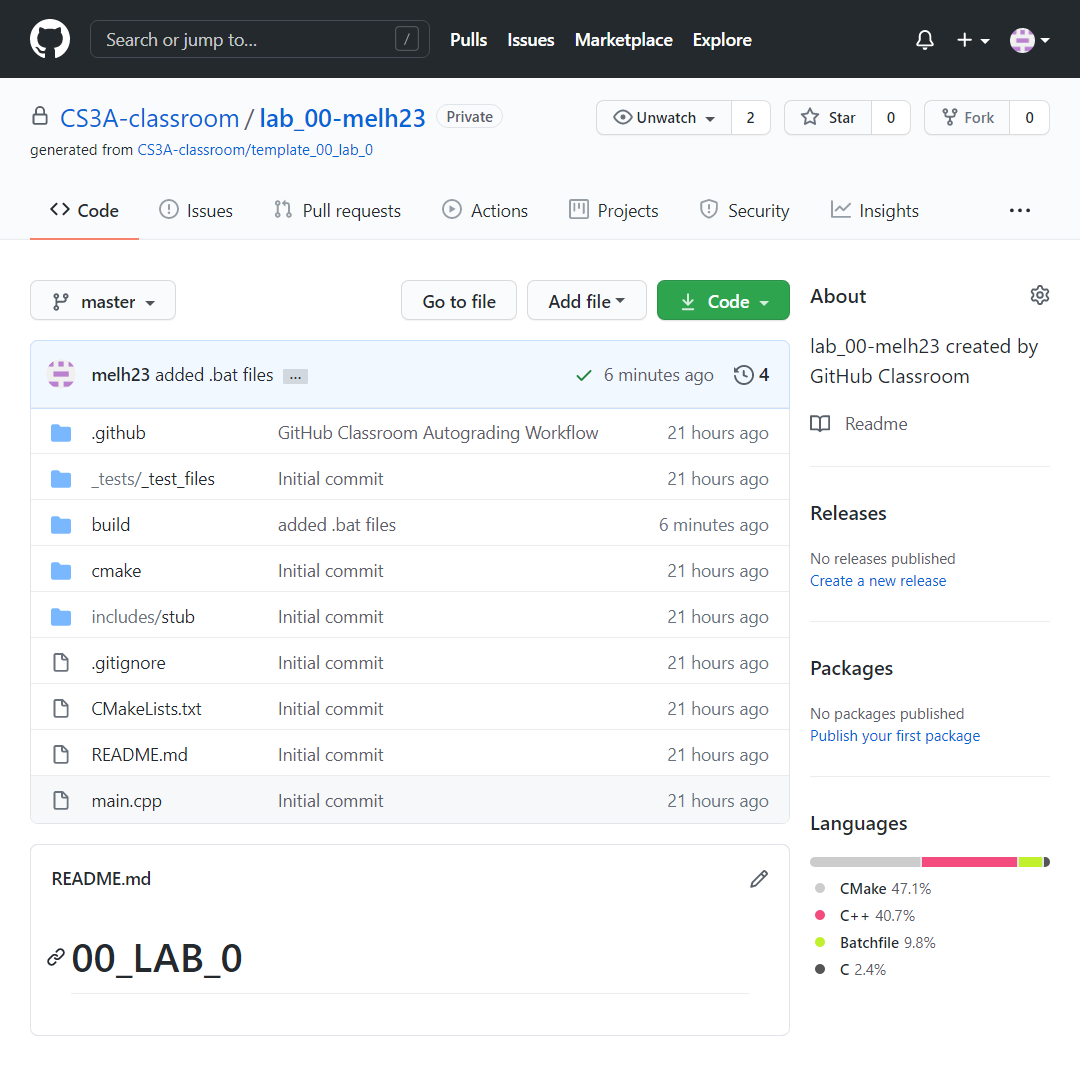 Search or jump to... / Pulls Issues Marketplace Explore
CS3A-classroom / lab_00-melh23 Private Unwatch 2 Star 0 Fork 0
generated from CS3A-classroom/template_00_lab_0
Code Issues Pull requests Actions Projects Security Insights ...
master Go to file Add file Code
melh23 added .bat files ... 6 minutes ago 4
.github GitHub Classroom Autograding Workflow 21 hours ago
_tests/_test_files Initial commit 21 hours ago
build added .bat files 6 minutes ago
cmake Initial commit 21 hours ago
includes/stub Initial commit 21 hours ago
.gitignore Initial commit 21 hours ago
CMakeLists.txt Initial commit 21 hours ago
README.md Initial commit 21 hours ago
main.cpp Initial commit 21 hours ago
README.md
00_LAB_0
About
lab_00-melh23 created by
GitHub Classroom
Readme
Releases
No releases published
Create a new release
Packages
No packages published
Publish your first package
Languages
CMake 47.1%
C++ 40.7%
Batchfile 9.8%
C 2.4%